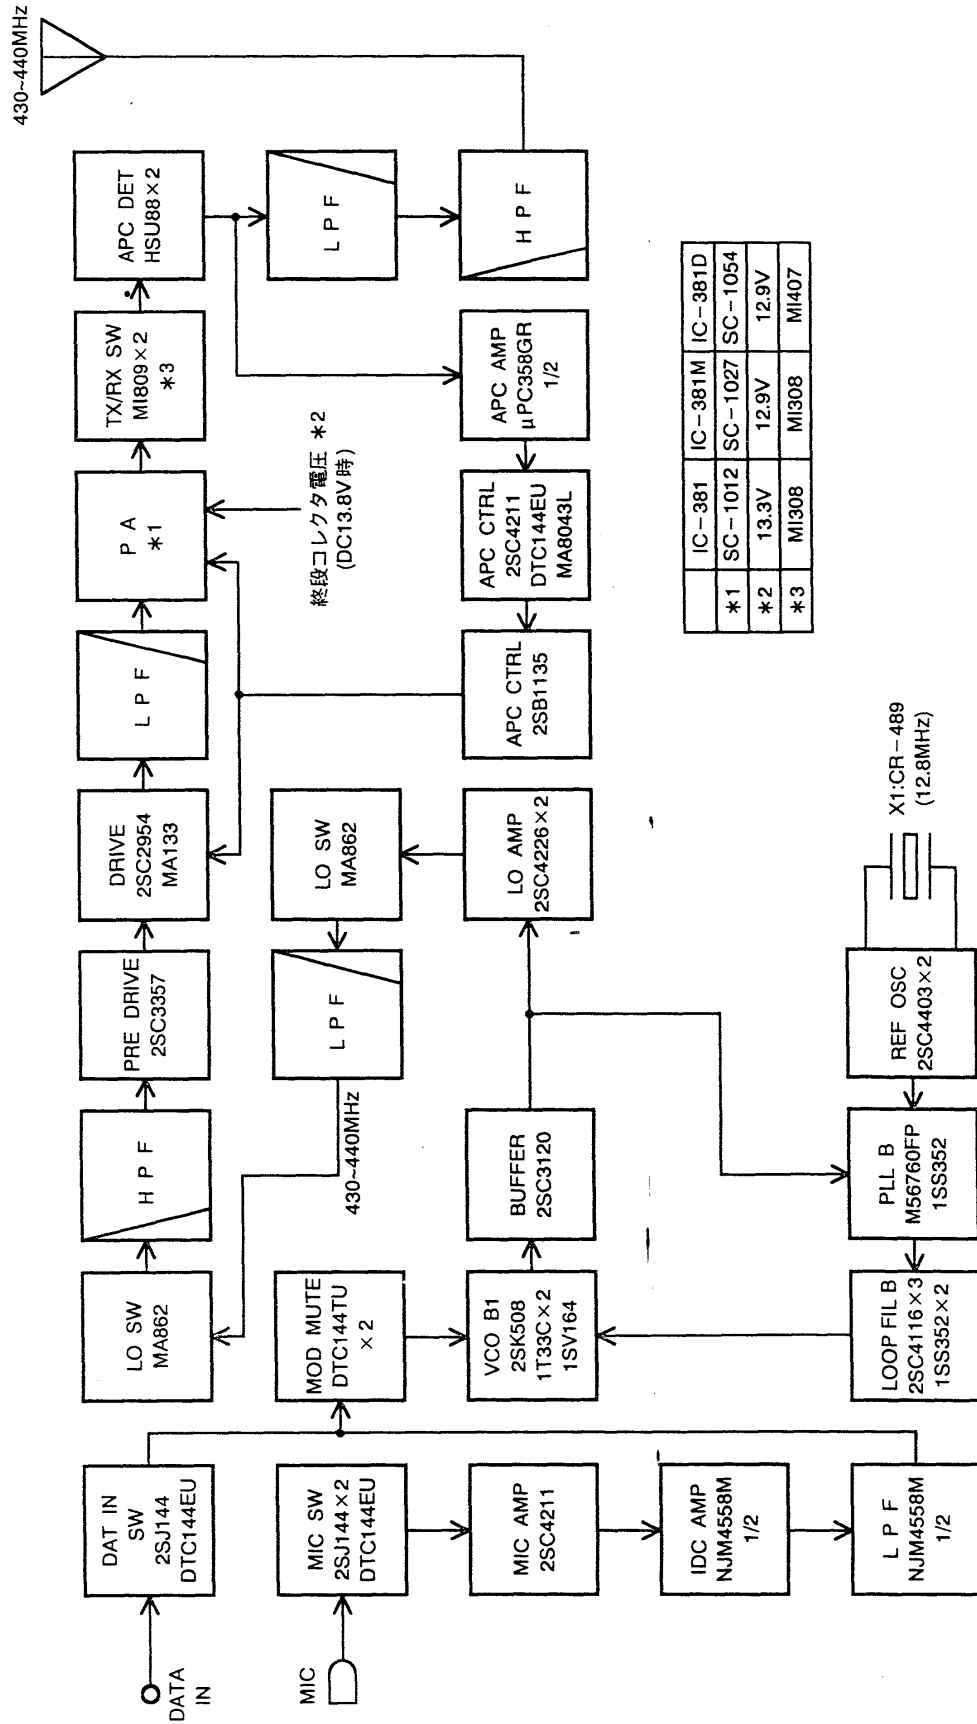 DATA
IN
DAT IN
SW
2SJ144
DTC144EU
LO SW
MA862
H P F
PRE DRIVE
2SC3357
DRIVE
2SC2954
MA133
L P F
P A
*1
TX/RX SW
MI809×2
*3
APC DET
HSU88×2
430~440MHz
MIC
MIC SW
2SJ144×2
DTC144EU
MOD MUTE
DTC144TU
×2
430~440MHz
L P F
LO SW
MA862
終段コレクタ電圧 *2
(DC13.8V時)
L P F
MIC AMP
2SC4211
VCO B1
2SK508
1T33C×2
1SV164
BUFFER
2SC3120
LO AMP
2SC4226×2
APC CTRL
2SB1135
APC CTRL
2SC4211
DTC144EU
MA8043L
APC AMP
μPC358GR
1/2
H P F
IDC AMP
NJM4558M
1/2
L P F
NJM4558M
1/2
LOOP FIL B
2SC4116×3
1SS352×2
PLL B
M56760FP
1SS352
REF OSC
2SC4403×2
X1:CR-489
(12.8MHz)
IC-381 IC-381M IC-381D
*1 SC-1012 SC-1027 SC-1054
*2 13.3V 12.9V 12.9V
*3 MI308 MI308 MI407